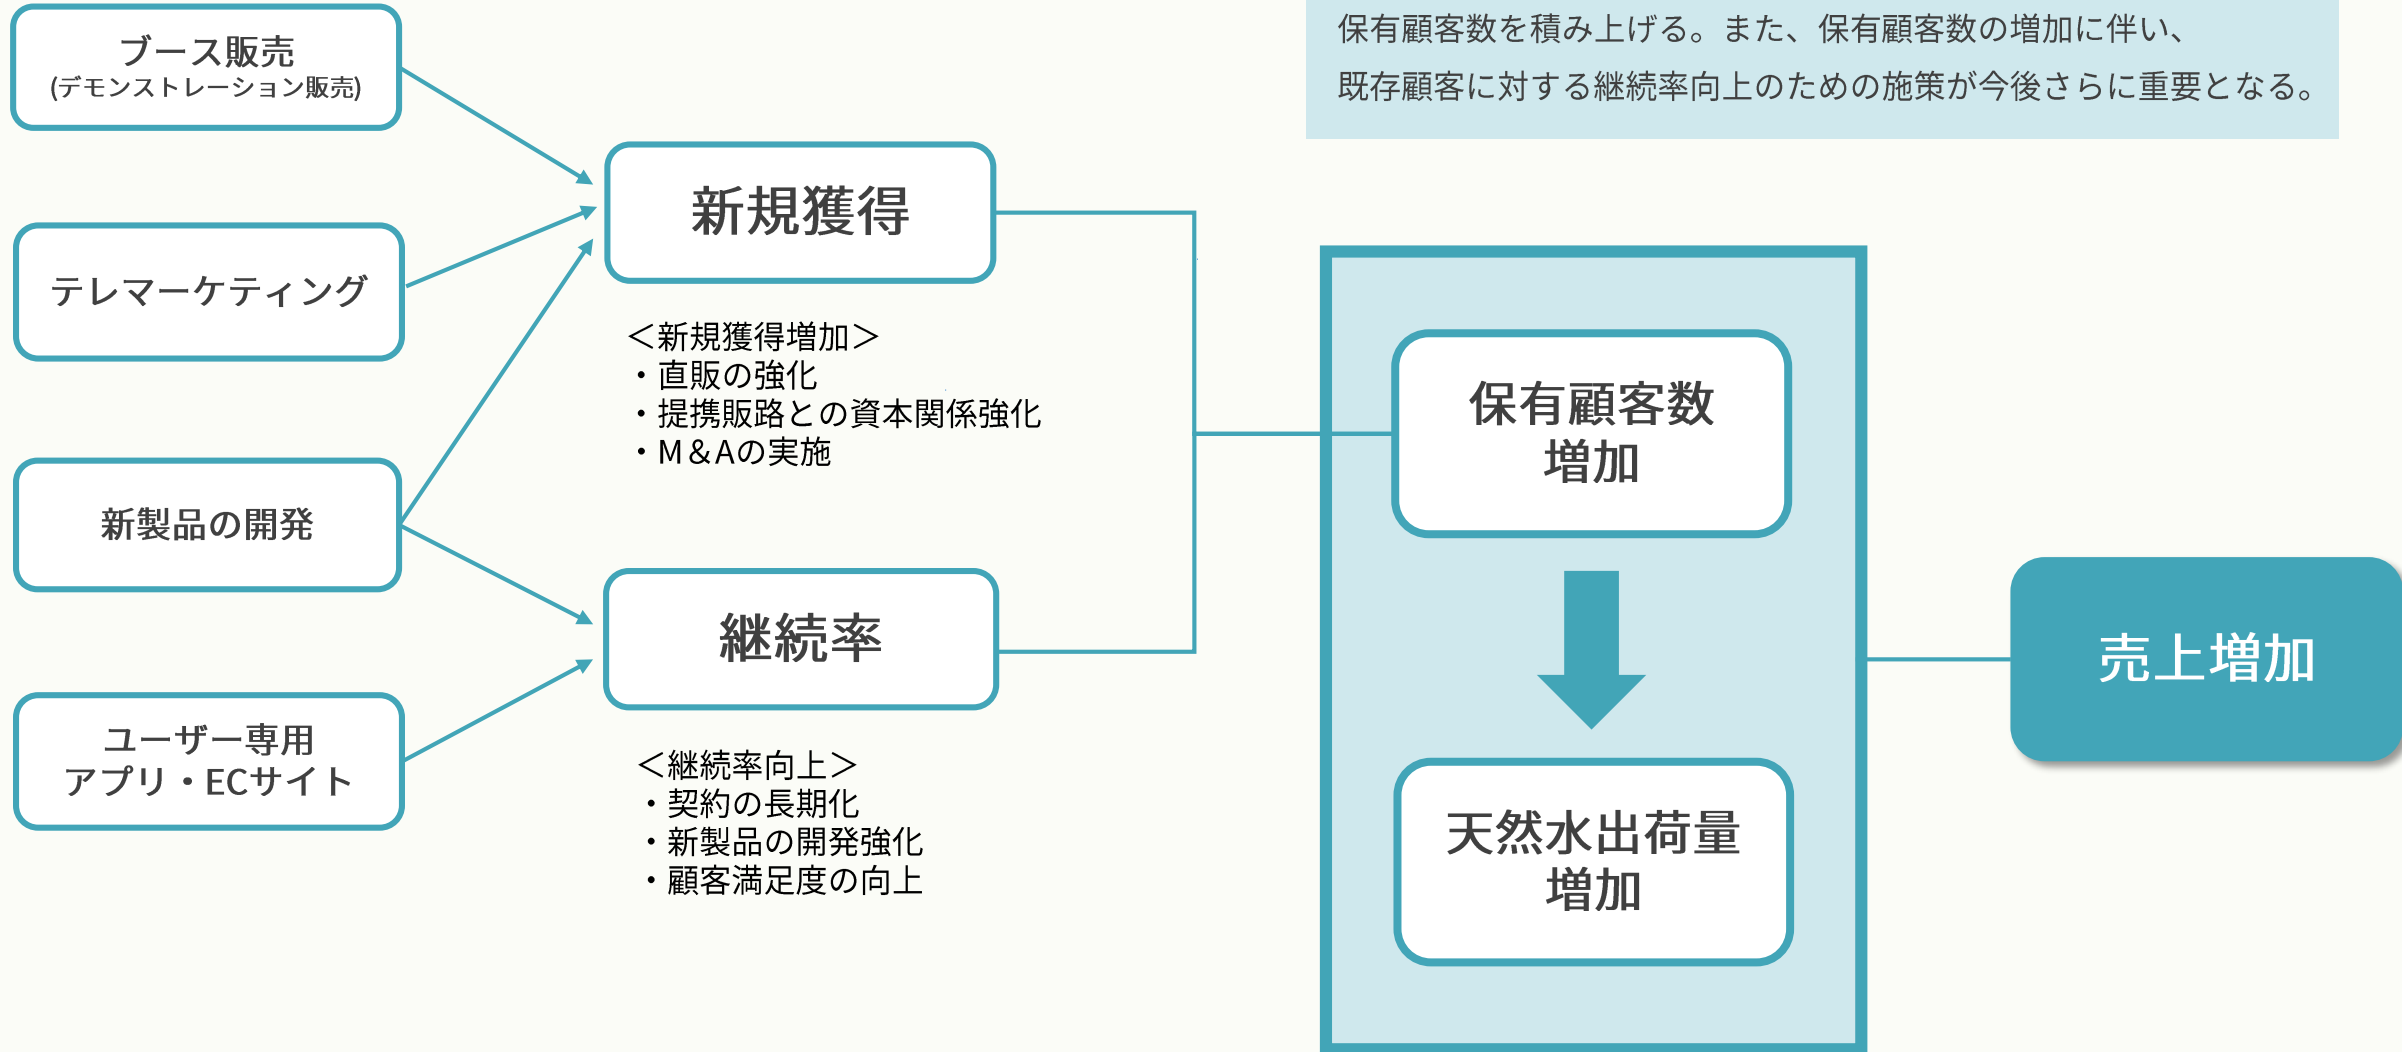 保有顧客数を積み上げる。また、保有顧客数の増加に伴い、
既存顧客に対する継続率向上のための施策が今後さらに重要となる。
ブース販売
(デモンストレーション販売)
テレマーケティング
新製品の開発
ユーザー専用
アプリ・ECサイト
新規獲得
＜新規獲得増加＞
・直販の強化
・提携販路との資本関係強化
・M＆Aの実施
継続率
＜継続率向上＞
・契約の長期化
・新製品の開発強化
・顧客満足度の向上
保有顧客数
増加
天然水出荷量
増加
売上増加